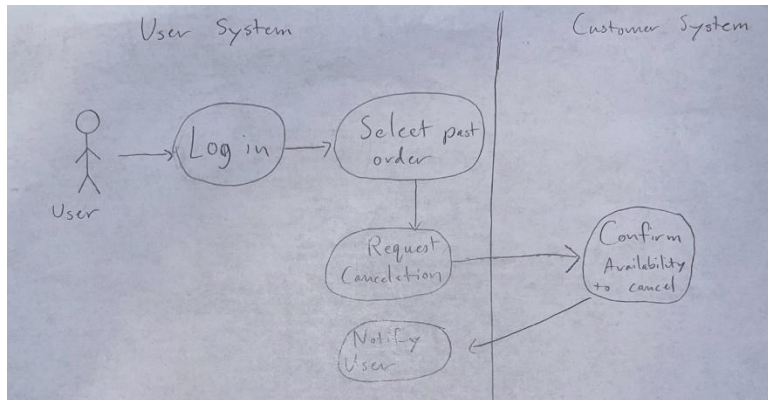 User System
Customer System
User
Log in
Select past
order
Request
Cancelation
Confirm
Availability
to cancel
Notify
User